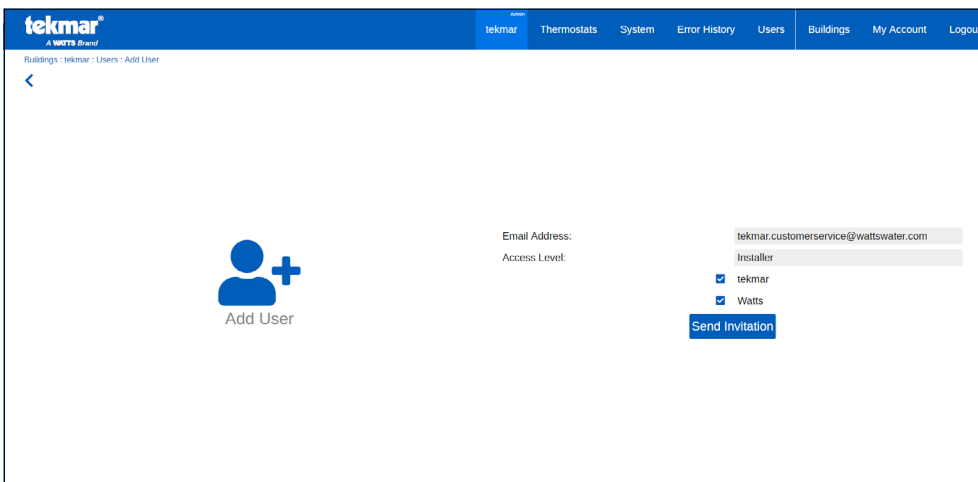 tekmar®
A WATTS Brand
Admin
tekmar Thermostats System Error History Users Buildings My Account Logou
Buildings : tekmar : Users : Add User
Email Address: tekmar.customerservice@wattswater.com
Access Level: Installer
tekmar
Watts
Send Invitation
Add User